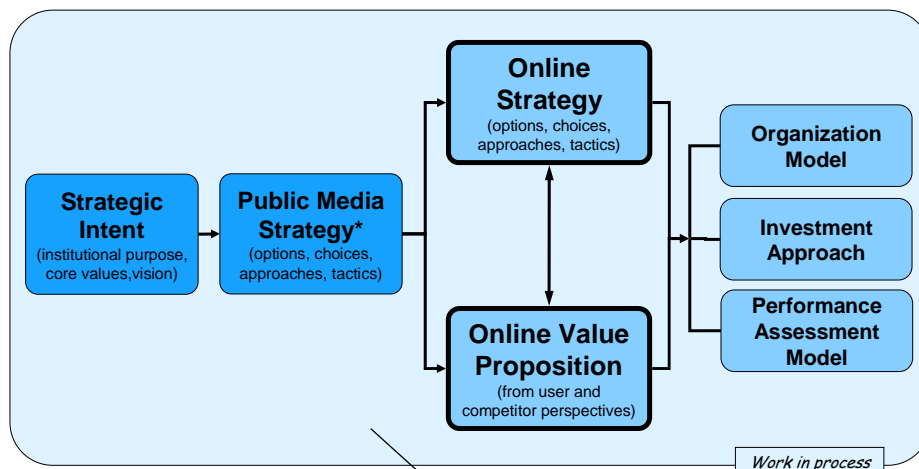 Strategic
Intent
(institutional purpose,
core values,vision)
Public Media
Strategy*
(options, choices,
approaches, tactics)
Online
Strategy
(options, choices,
approaches, tactics)
Online Value
Proposition
(from user and
competitor perspectives)
Organization
Model
Investment
Approach
Performance
Assessment
Model
Work in process